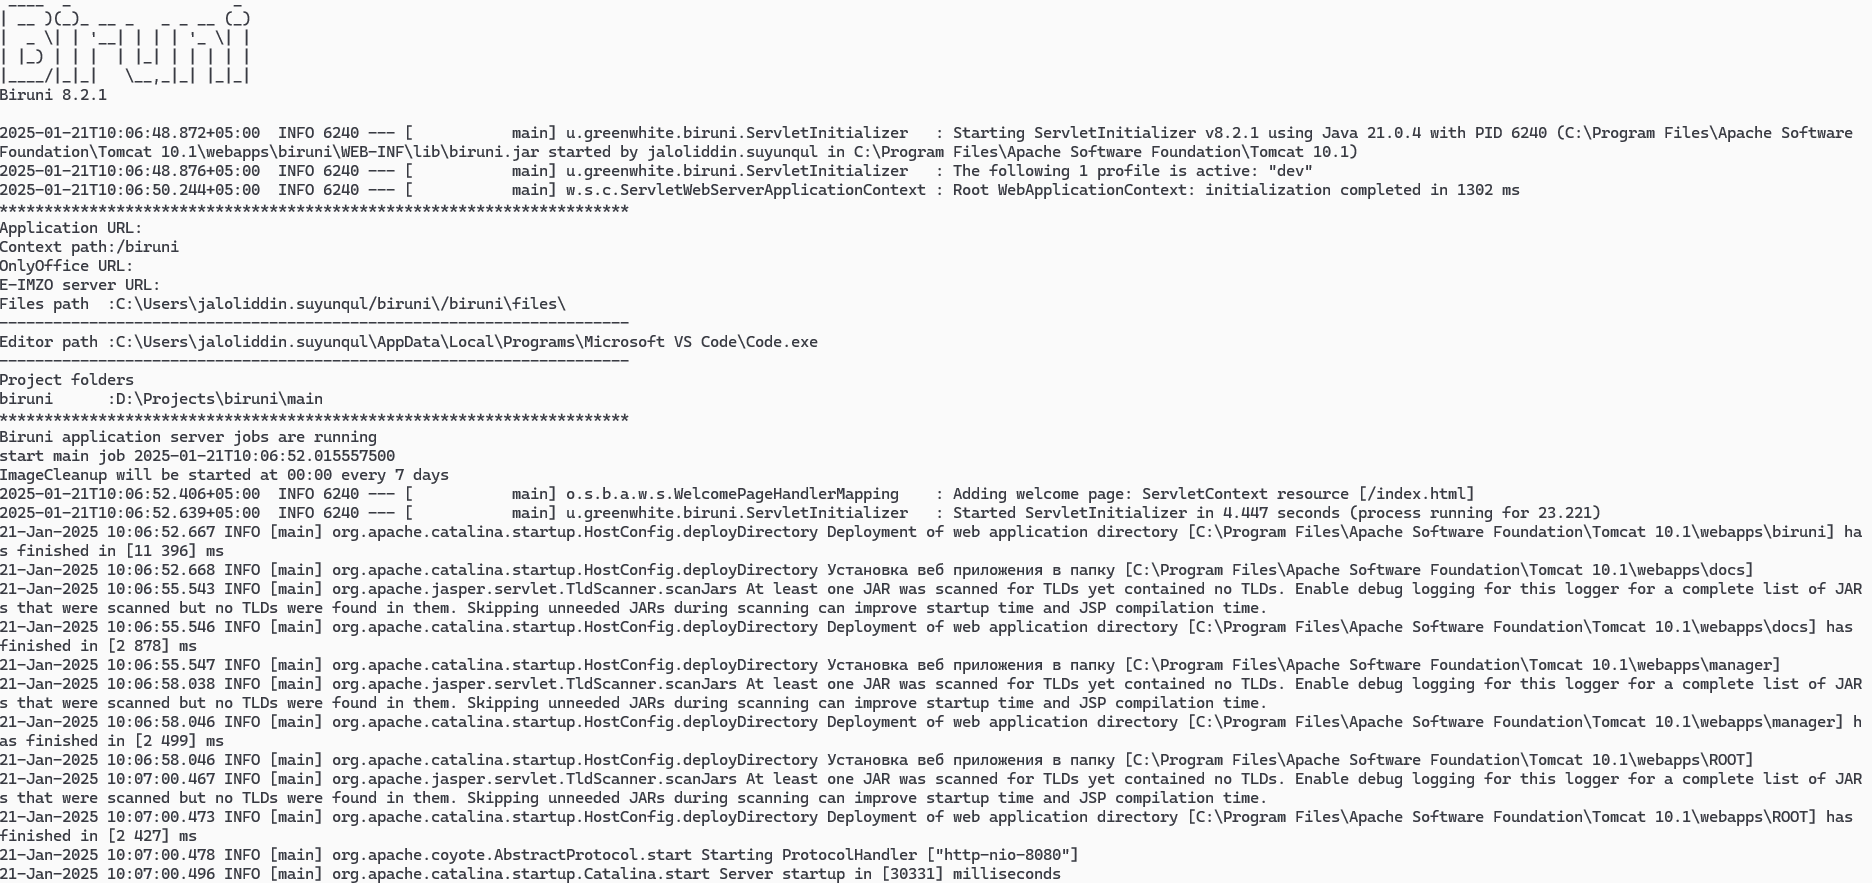 ____  _                  _
| __ )(_)_ __ _   _ _ __ (_)
|  _ \| | '__| | | | '_ \| |
| |_) | | |  | |_| | | | | |
|____/|_|_|   \__,_|_| |_|_|
Biruni 8.2.1

2025-01-21T10:06:48.872+05:00  INFO 6240 --- [           main] u.greenwhite.biruni.ServletInitializer   : Starting ServletInitializer v8.2.1 using Java 21.0.4 with PID 6240 (C:\Program Files\Apache Software
Foundation\Tomcat 10.1\webapps\biruni\WEB-INF\lib\biruni.jar started by jaloliddin.suyunqul in C:\Program Files\Apache Software Foundation\Tomcat 10.1)
2025-01-21T10:06:48.876+05:00  INFO 6240 --- [           main] u.greenwhite.biruni.ServletInitializer   : The following 1 profile is active: "dev"
2025-01-21T10:06:50.244+05:00  INFO 6240 --- [           main] w.s.c.ServletWebServerApplicationContext : Root WebApplicationContext: initialization completed in 1302 ms
**********************************************************************
Application URL:
Context path:/biruni
OnlyOffice URL:
E-IMZO server URL:
Files path  :C:\Users\jaloliddin.suyunqul/biruni\/biruni\files\
----------------------------------------------------------------------
Editor path :C:\Users\jaloliddin.suyunqul\AppData\Local\Programs\Microsoft VS Code\Code.exe
----------------------------------------------------------------------
Project folders
biruni      :D:\Projects\biruni\main
**********************************************************************
Biruni application server jobs are running
start main job 2025-01-21T10:06:52.015557500
ImageCleanup will be started at 00:00 every 7 days
2025-01-21T10:06:52.406+05:00  INFO 6240 --- [           main] o.s.b.a.w.s.WelcomePageHandlerMapping    : Adding welcome page: ServletContext resource [/index.html]
2025-01-21T10:06:52.639+05:00  INFO 6240 --- [           main] u.greenwhite.biruni.ServletInitializer   : Started ServletInitializer in 4.447 seconds (process running for 23.221)
21-Jan-2025 10:06:52.667 INFO [main] org.apache.catalina.startup.HostConfig.deployDirectory Deployment of web application directory [C:\Program Files\Apache Software Foundation\Tomcat 10.1\webapps\biruni] ha
s finished in [11 396] ms
21-Jan-2025 10:06:52.668 INFO [main] org.apache.catalina.startup.HostConfig.deployDirectory Установка веб приложения в папку [C:\Program Files\Apache Software Foundation\Tomcat 10.1\webapps\docs]
21-Jan-2025 10:06:55.543 INFO [main] org.apache.jasper.servlet.TldScanner.scanJars At least one JAR was scanned for TLDs yet contained no TLDs. Enable debug logging for this logger for a complete list of JAR
s that were scanned but no TLDs were found in them. Skipping unneeded JARs during scanning can improve startup time and JSP compilation time.
21-Jan-2025 10:06:55.546 INFO [main] org.apache.catalina.startup.HostConfig.deployDirectory Deployment of web application directory [C:\Program Files\Apache Software Foundation\Tomcat 10.1\webapps\docs] has
finished in [2 878] ms
21-Jan-2025 10:06:55.547 INFO [main] org.apache.catalina.startup.HostConfig.deployDirectory Установка веб приложения в папку [C:\Program Files\Apache Software Foundation\Tomcat 10.1\webapps\manager]
21-Jan-2025 10:06:58.038 INFO [main] org.apache.jasper.servlet.TldScanner.scanJars At least one JAR was scanned for TLDs yet contained no TLDs. Enable debug logging for this logger for a complete list of JAR
s that were scanned but no TLDs were found in them. Skipping unneeded JARs during scanning can improve startup time and JSP compilation time.
21-Jan-2025 10:06:58.046 INFO [main] org.apache.catalina.startup.HostConfig.deployDirectory Deployment of web application directory [C:\Program Files\Apache Software Foundation\Tomcat 10.1\webapps\manager] h
as finished in [2 499] ms
21-Jan-2025 10:06:58.046 INFO [main] org.apache.catalina.startup.HostConfig.deployDirectory Установка веб приложения в папку [C:\Program Files\Apache Software Foundation\Tomcat 10.1\webapps\ROOT]
21-Jan-2025 10:07:00.467 INFO [main] org.apache.jasper.servlet.TldScanner.scanJars At least one JAR was scanned for TLDs yet contained no TLDs. Enable debug logging for this logger for a complete list of JAR
s that were scanned but no TLDs were found in them. Skipping unneeded JARs during scanning can improve startup time and JSP compilation time.
21-Jan-2025 10:07:00.473 INFO [main] org.apache.catalina.startup.HostConfig.deployDirectory Deployment of web application directory [C:\Program Files\Apache Software Foundation\Tomcat 10.1\webapps\ROOT] has
finished in [2 427] ms
21-Jan-2025 10:07:00.478 INFO [main] org.apache.coyote.AbstractProtocol.start Starting ProtocolHandler ["http-nio-8080"]
21-Jan-2025 10:07:00.496 INFO [main] org.apache.catalina.startup.Catalina.start Server startup in [30331] milliseconds